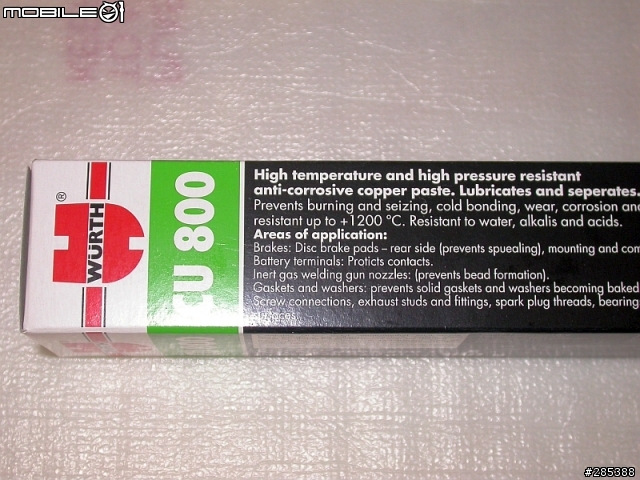 MOBILE01
High temperature and high pressure resistant
anti-corrosive copper paste. Lubricates and seperates.
Prevents burning and seizing, cold bonding, wear, corrosion and
resistant up to +1200 °C. Resistant to water, alkalis and acids.
Areas of application:
Brakes: Disc brake pads – rear side (prevents spuealing), mounting and com
Battery terminals: Proticts contacts.
Inert gas welding gun nozzles: (prevents bead formation).
Gaskets and washers: prevents solid gaskets and washers becoming baked
Screw connections, exhaust studs and fittings, spark plug threads, bearing
®
WÜRTH
CU 800
#285388